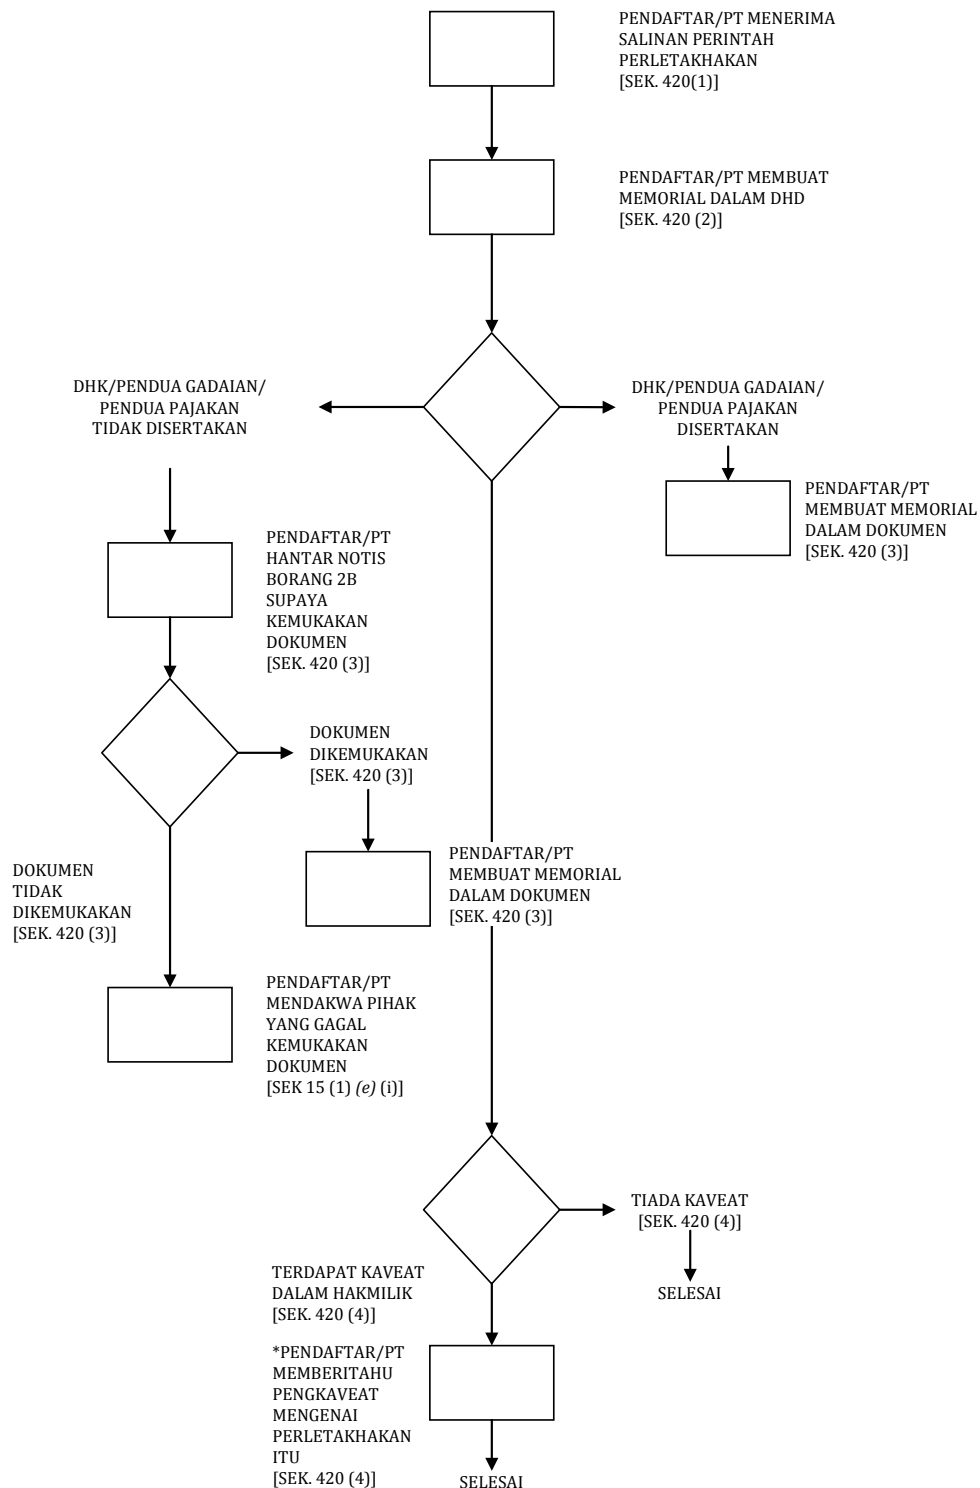 PENDAFTAR/PT MENERIMA
SALINAN PERINTAH
PERLETAKHAKAN
[SEK. 420(1)]
PENDAFTAR/PT MEMBUAT
MEMORIAL DALAM DHD
[SEK. 420 (2)]
DHK/PENDUA GADAIAN/
PENDUA PAJAKAN
TIDAK DISERTAKAN
DHK/PENDUA GADAIAN/
PENDUA PAJAKAN
DISERTAKAN
PENDAFTAR/PT
MEMBUAT MEMORIAL
DALAM DOKUMEN
[SEK. 420 (3)]
PENDAFTAR/PT
HANTAR NOTIS
BORANG 2B
SUPAYA
KEMUKAKAN
DOKUMEN
[SEK. 420 (3)]
DOKUMEN
DIKEMUKAKAN
[SEK. 420 (3)]
PENDAFTAR/PT
MEMBUAT MEMORIAL
DALAM DOKUMEN
[SEK. 420 (3)]
DOKUMEN
TIDAK
DIKEMUKAKAN
[SEK. 420 (3)]
PENDAFTAR/PT
MENDAKWA PIHAK
YANG GAGAL
KEMUKAKAN
DOKUMEN
[SEK 15 (1) (e) (i)]
TIADA KAVEAT
[SEK. 420 (4)]
SELESAI
TERDAPAT KAVEAT
DALAM HAKMILIK
[SEK. 420 (4)]
*PENDAFTAR/PT
MEMBERITAHU
PENGKAVEAT
MENGENAI
PERLETAKHAKAN
ITU
[SEK. 420 (4)]
SELESAI